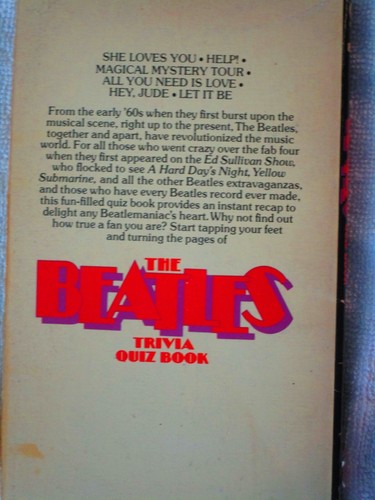 SHE LOVES YOU • HELP! •
MAGICAL MYSTERY TOUR •
ALL YOU NEED IS LOVE •
HEY, JUDE • LET IT BE
From the early '60s when they first burst upon the
musical scene, right up to the present, The Beatles,
together and apart, have revolutionized the music
world. For all those who went crazy over the fab four
when they first appeared on the Ed Sullivan Show,
who flocked to see A Hard Day's Night, Yellow
Submarine, and all the other Beatles extravaganzas,
and those who have every Beatles record ever made,
this fun-filled quiz book provides an instant recap to
delight any Beatlemaniac's heart. Why not find out
how true a fan you are? Start tapping your feet
and turning the pages of
THE
BEATLES
TRIVIA
QUIZ BOOK